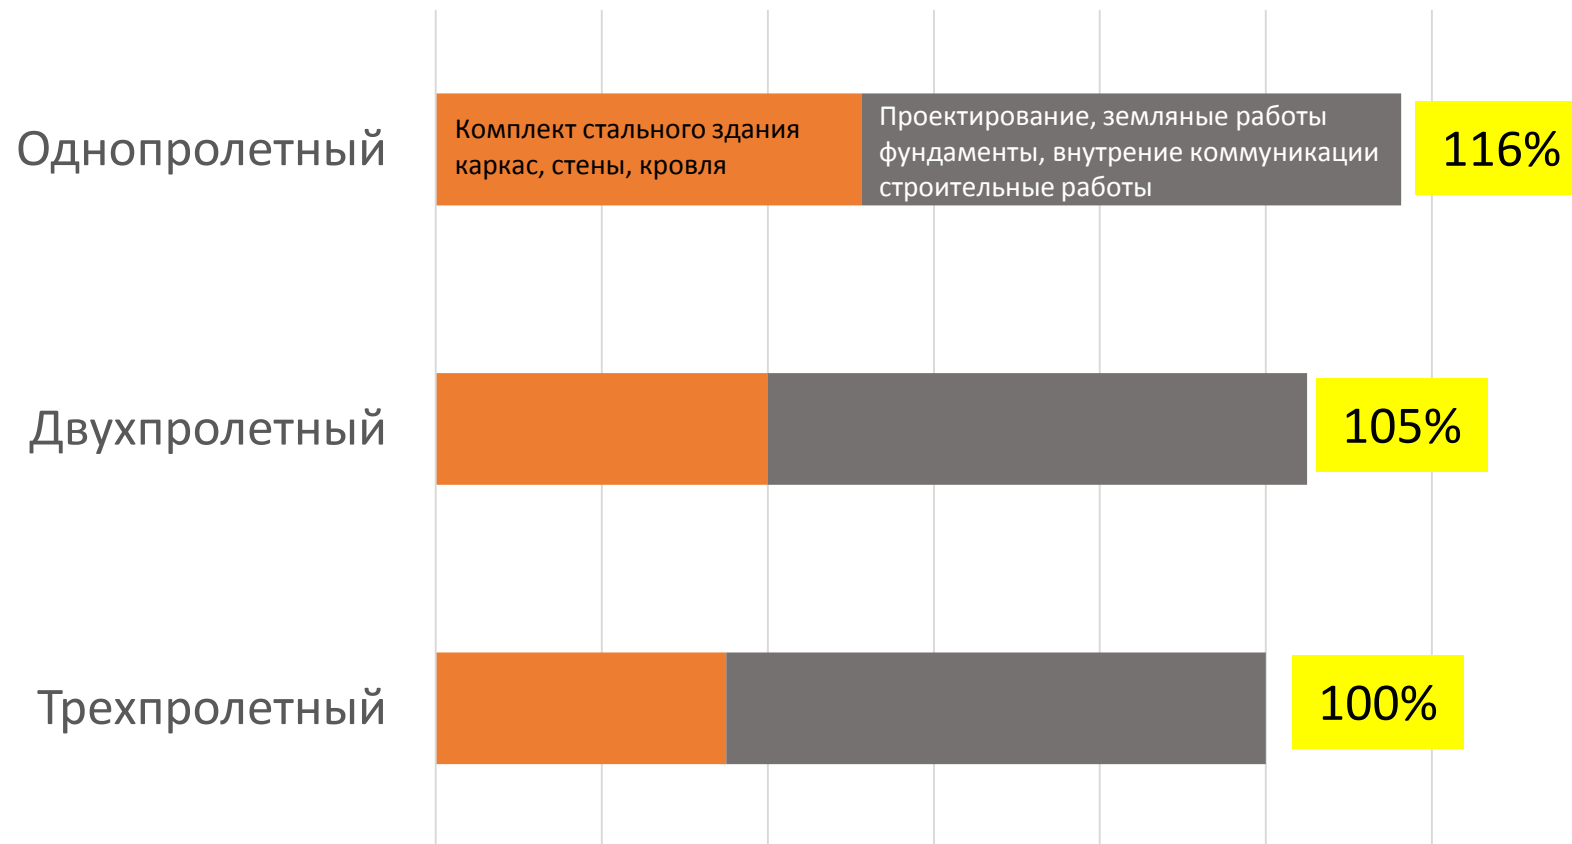 Однопролетный
Комплект стального здания
каркас, стены, кровля
Проектирование, земляные работы
фундаменты, внутрение коммуникации
строительные работы
116%
Двухпролетный
105%
Трехпролетный
100%